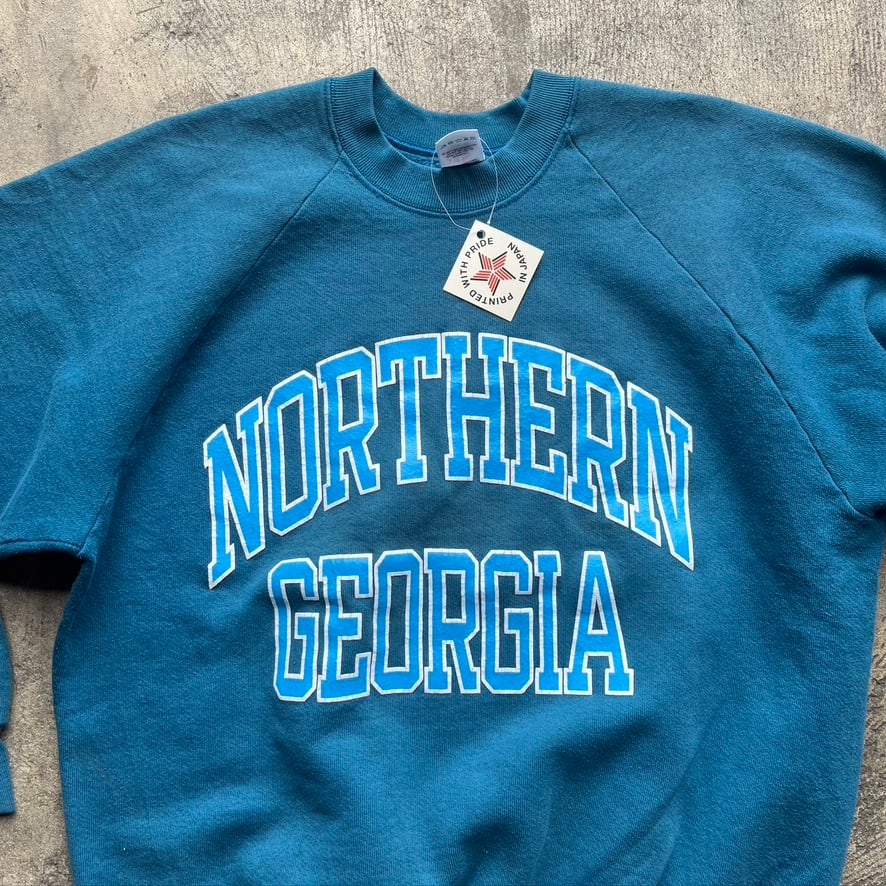 PRINTED WITH PRIDE IN JAPAN
NORTHERN
GEORGIA